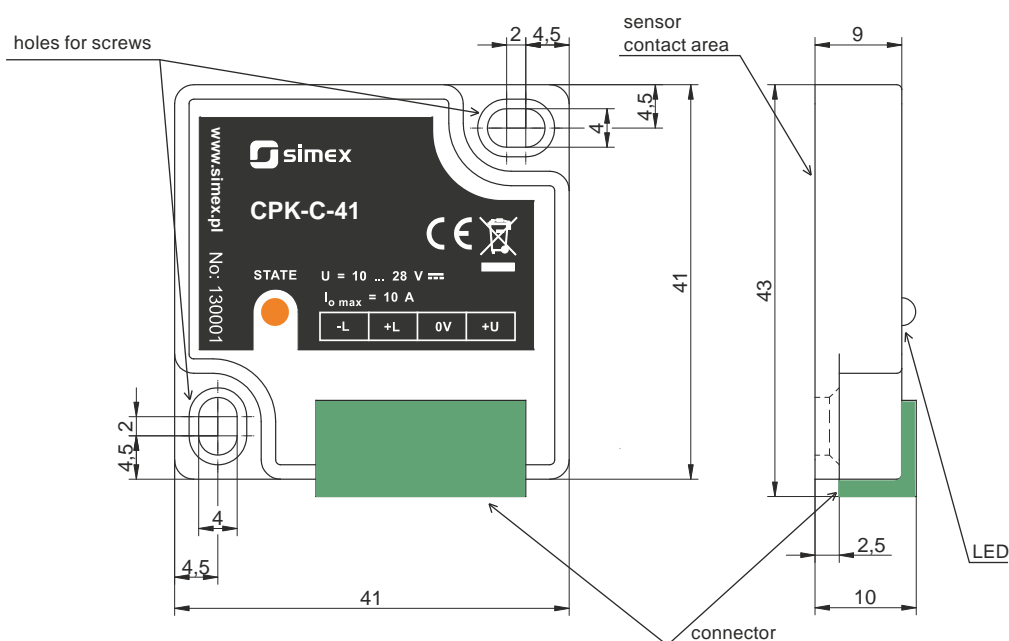 holes for screws
2
4,5
sensor
contact area
9
4,5
4
simex
www.simex.pl No: 130001
CPK-C-41
CE
STATE
U = 10 ... 28 V
Io max = 10 A
-L +L 0V +U
41
43
2
4,5
4
4,5
41
2,5
10
LED
connector